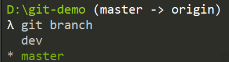 D:\git-demo (master -> origin)
λ git branch
  dev
* master